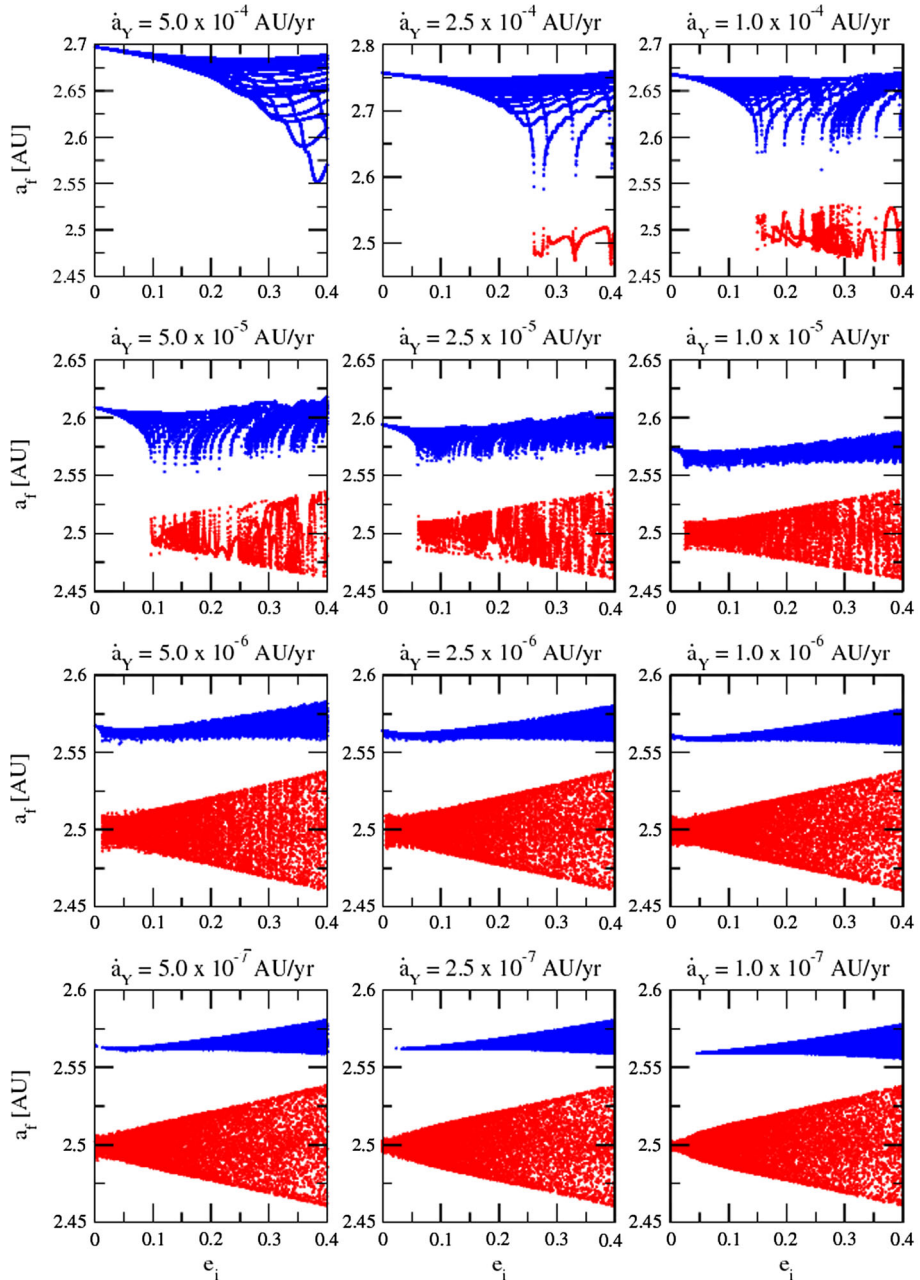 ȧ_Y = 5.0 x 10^-4 AU/yr
ȧ_Y = 2.5 x 10^-4 AU/yr
ȧ_Y = 1.0 x 10^-4 AU/yr
2.7
2.65
2.6
2.55
2.5
2.45
a_f [AU]
0 0.1 0.2 0.3 0.4
2.8
2.7
2.6
2.5
0 0.1 0.2 0.3 0.4
2.7
2.65
2.6
2.55
2.5
2.45
0 0.1 0.2 0.3 0.4
ȧ_Y = 5.0 x 10^-5 AU/yr
ȧ_Y = 2.5 x 10^-5 AU/yr
ȧ_Y = 1.0 x 10^-5 AU/yr
2.65
2.6
2.55
2.5
2.45
a_f [AU]
0 0.1 0.2 0.3 0.4
2.65
2.6
2.55
2.5
2.45
0 0.1 0.2 0.3 0.4
2.65
2.6
2.55
2.5
2.45
0 0.1 0.2 0.3 0.4
ȧ_Y = 5.0 x 10^-6 AU/yr
ȧ_Y = 2.5 x 10^-6 AU/yr
ȧ_Y = 1.0 x 10^-6 AU/yr
2.6
2.55
2.5
2.45
a_f [AU]
0 0.1 0.2 0.3 0.4
2.6
2.55
2.5
2.45
0 0.1 0.2 0.3 0.4
2.6
2.55
2.5
2.45
0 0.1 0.2 0.3 0.4
ȧ_Y = 5.0 x 10^-7 AU/yr
ȧ_Y = 2.5 x 10^-7 AU/yr
ȧ_Y = 1.0 x 10^-7 AU/yr
2.6
2.55
2.5
2.45
a_f [AU]
0 0.1 0.2 0.3 0.4
e_i
2.6
2.55
2.5
2.45
0 0.1 0.2 0.3 0.4
e_i
2.6
2.55
2.5
2.45
0 0.1 0.2 0.3 0.4
e_i